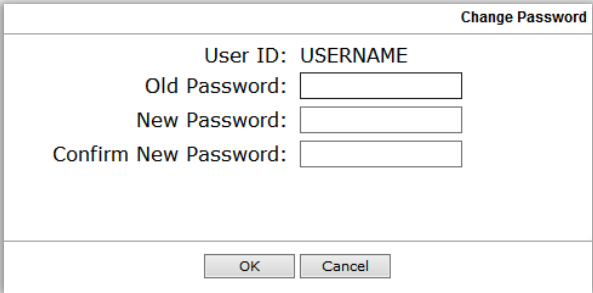 Change Password
User ID: USERNAME
Old Password:
New Password:
Confirm New Password:
OK Cancel